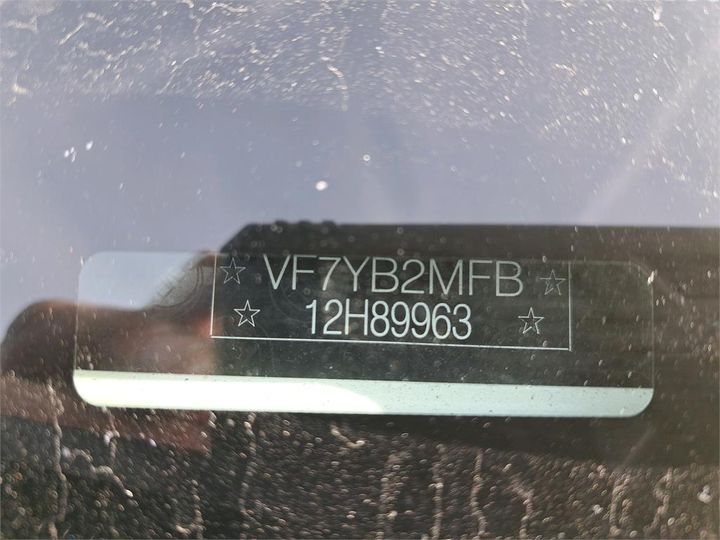 ☆ VF7YB2MFB ☆
☆ 12H89963 ☆